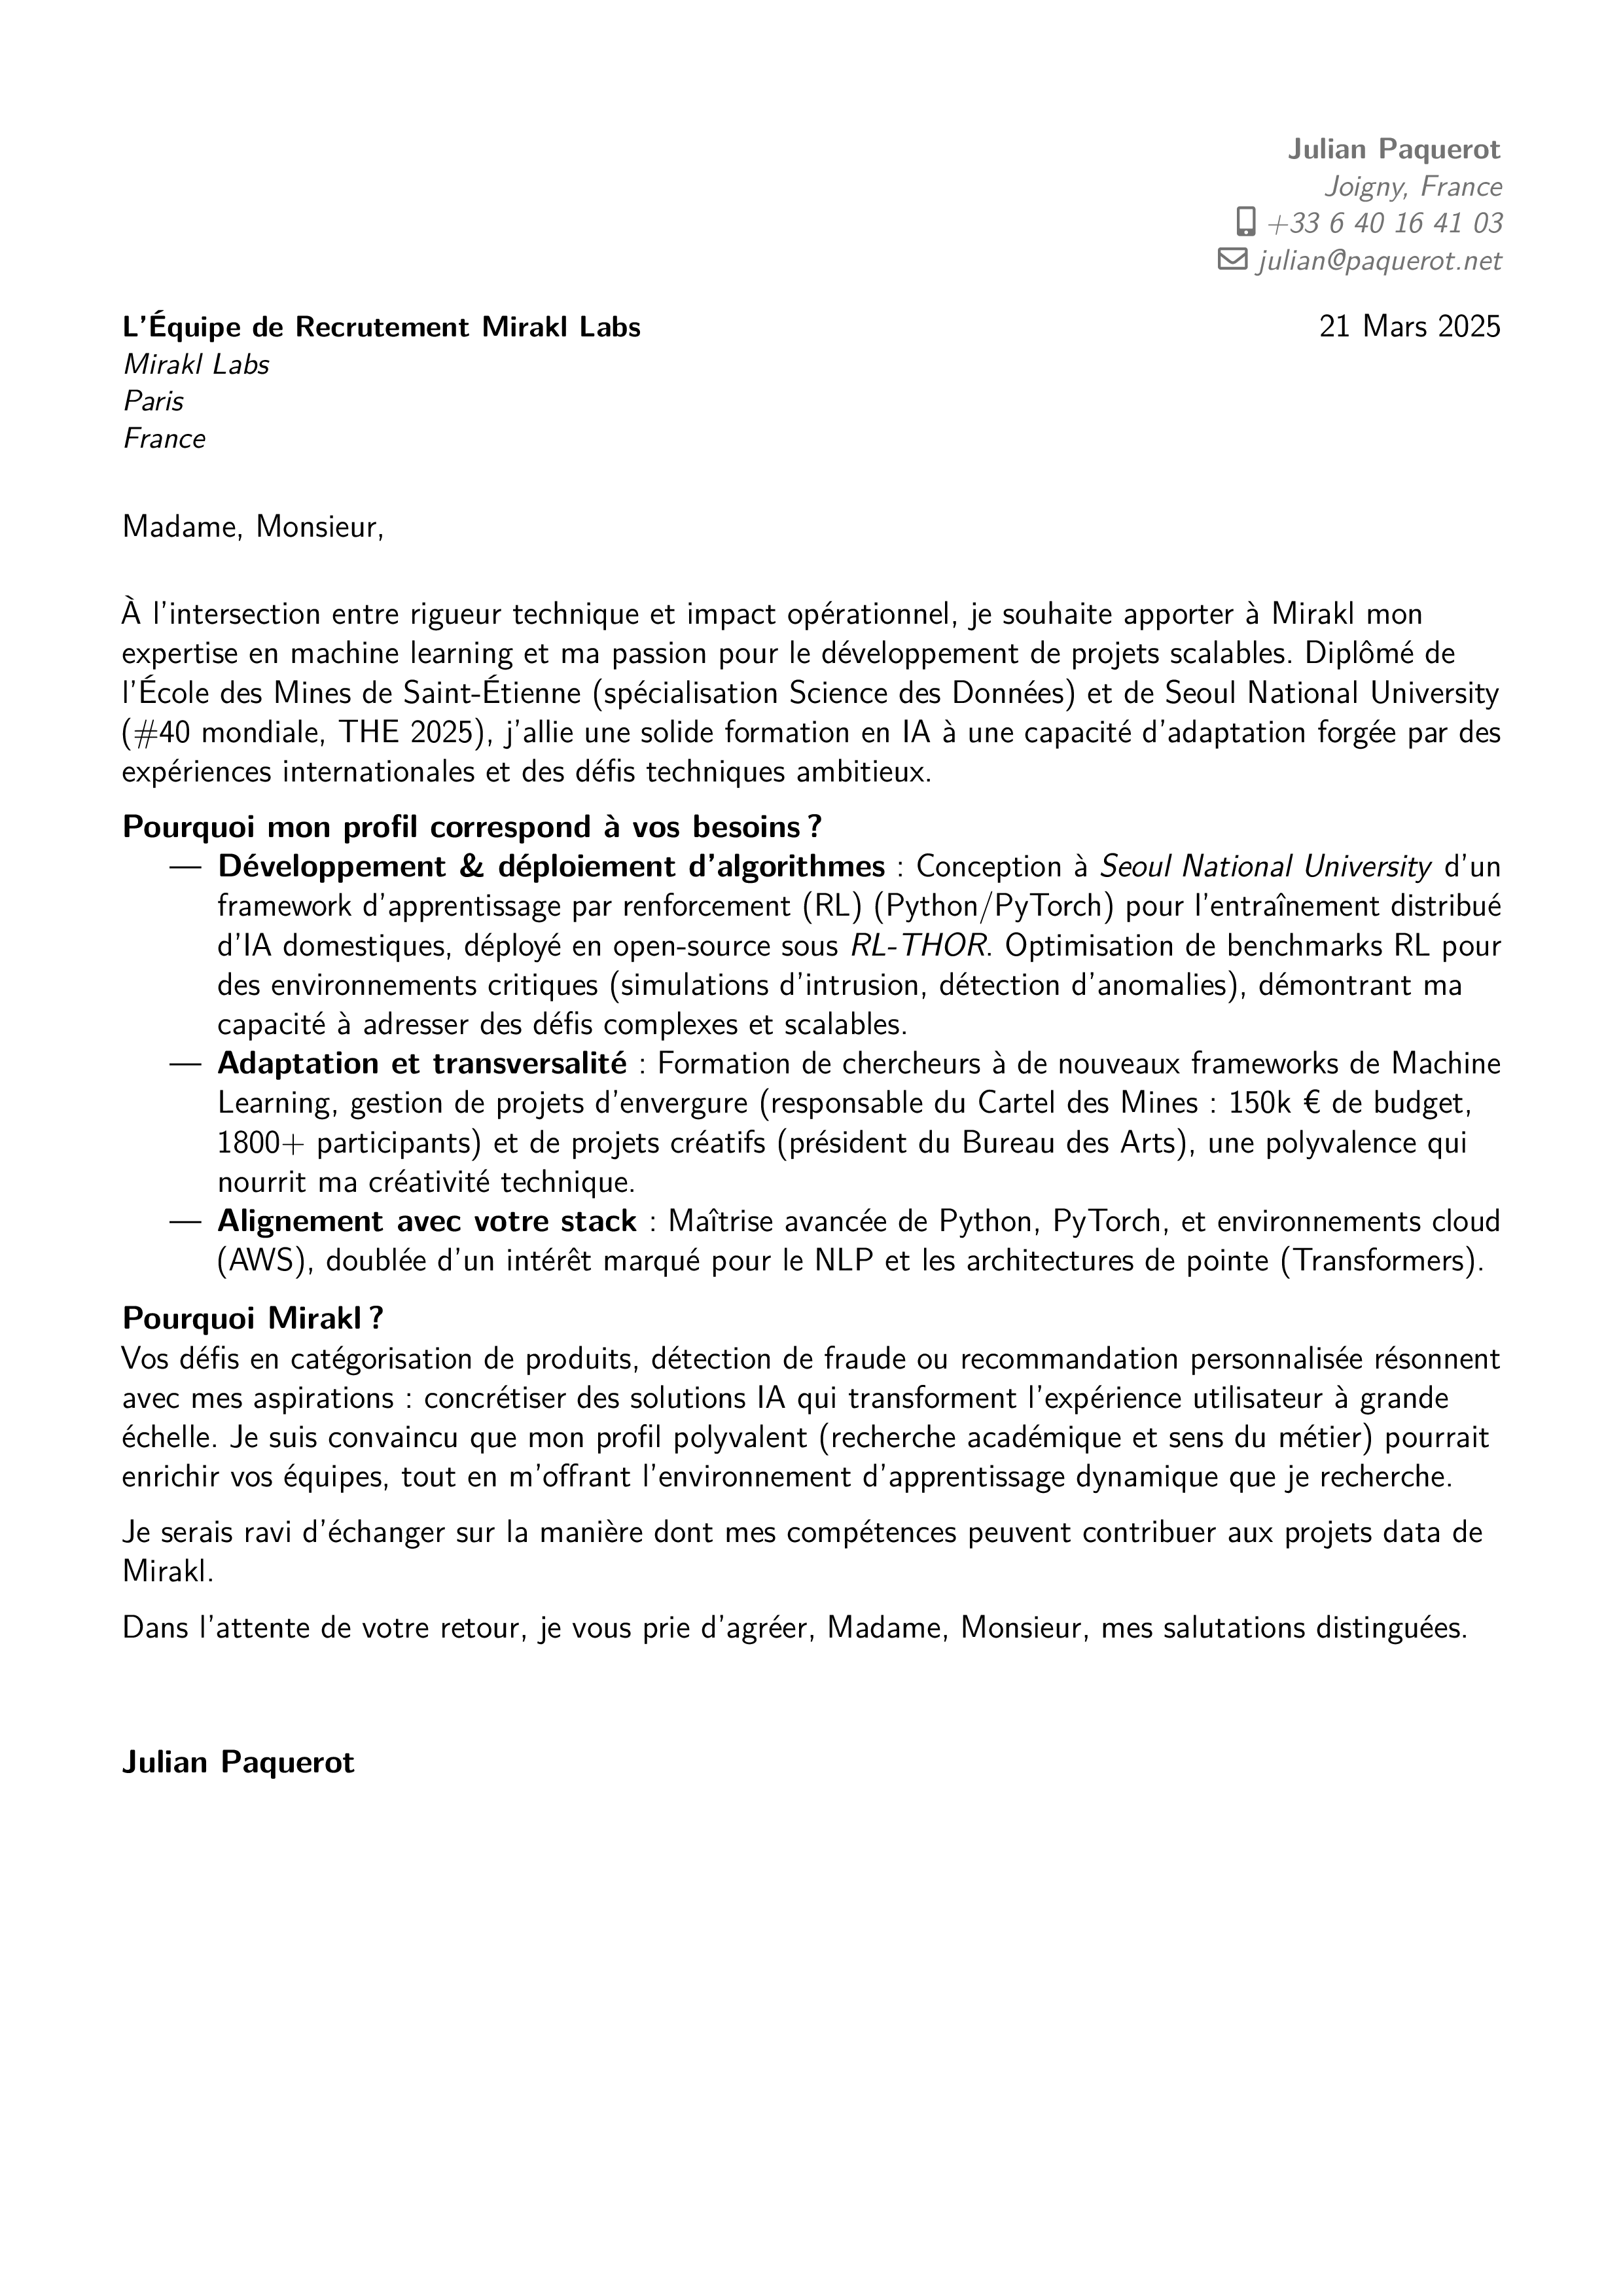 Julian Paquerot
Joigny, France
+33 6 40 16 41 03
julian@paquerot.net
L'Équipe de Recrutement Mirakl Labs
21 Mars 2025
Mirakl Labs
Paris
France
Madame, Monsieur,
À l'intersection entre rigueur technique et impact opérationnel, je souhaite apporter à Mirakl mon
expertise en machine learning et ma passion pour le développement de projets scalables. Diplômé de
l'École des Mines de Saint-Étienne (spécialisation Science des Données) et de Seoul National University
(#40 mondiale, THE 2025), j'allie une solide formation en IA à une capacité d'adaptation forgée par des
expériences internationales et des défis techniques ambitieux.
Pourquoi mon profil correspond à vos besoins ?
— Développement & déploiement d'algorithmes : Conception à Seoul National University d'un
framework d'apprentissage par renforcement (RL) (Python/PyTorch) pour l'entraînement distribué
d'IA domestiques, déployé en open-source sous RL-THOR. Optimisation de benchmarks RL pour
des environnements critiques (simulations d'intrusion, détection d'anomalies), démontrant ma
capacité à adresser des défis complexes et scalables.
— Adaptation et transversalité : Formation de chercheurs à de nouveaux frameworks de Machine
Learning, gestion de projets d'envergure (responsable du Cartel des Mines : 150k € de budget,
1800+ participants) et de projets créatifs (président du Bureau des Arts), une polyvalence qui
nourrit ma créativité technique.
— Alignement avec votre stack : Maîtrise avancée de Python, PyTorch, et environnements cloud
(AWS), doublée d'un intérêt marqué pour le NLP et les architectures de pointe (Transformers).
Pourquoi Mirakl ?
Vos défis en catégorisation de produits, détection de fraude ou recommandation personnalisée résonnent
avec mes aspirations : concrétiser des solutions IA qui transforment l'expérience utilisateur à grande
échelle. Je suis convaincu que mon profil polyvalent (recherche académique et sens du métier) pourrait
enrichir vos équipes, tout en m'offrant l'environnement d'apprentissage dynamique que je recherche.
Je serais ravi d'échanger sur la manière dont mes compétences peuvent contribuer aux projets data de
Mirakl.
Dans l'attente de votre retour, je vous prie d'agréer, Madame, Monsieur, mes salutations distinguées.
Julian Paquerot